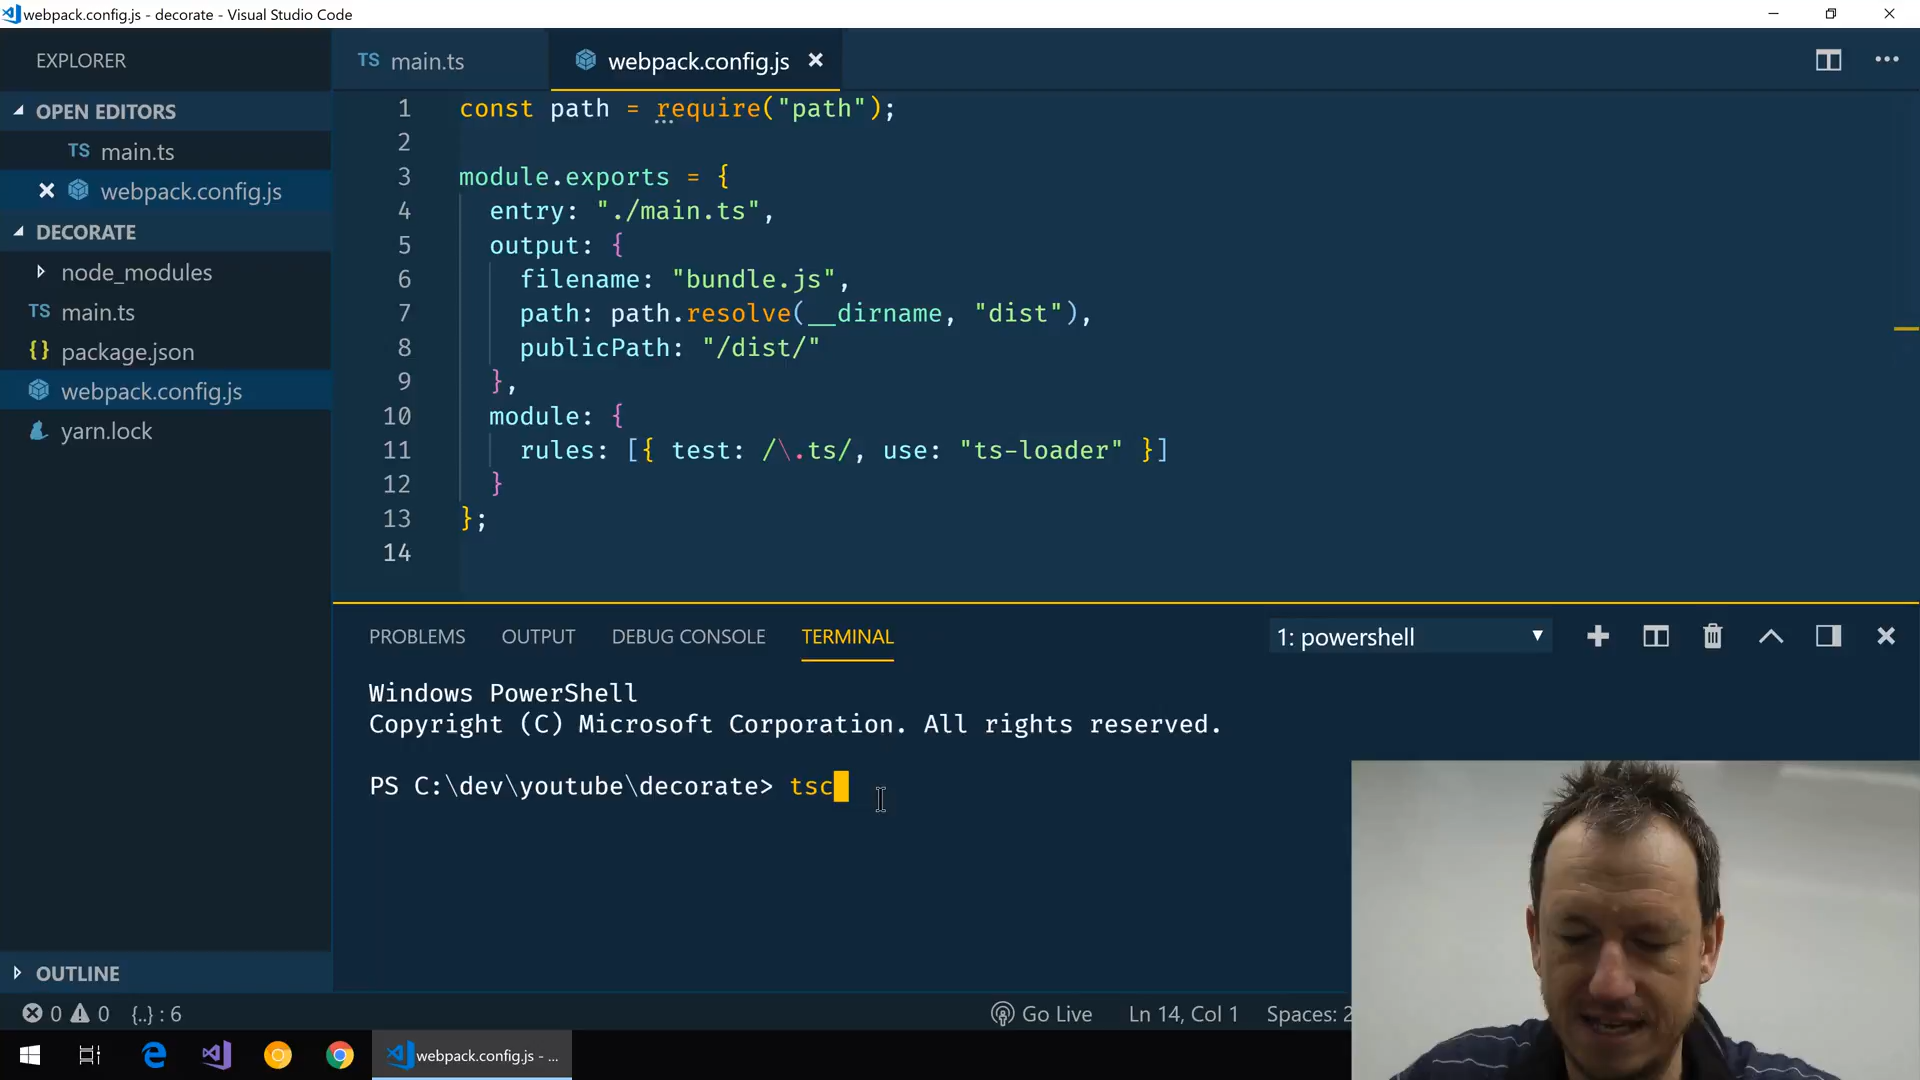 webpack.config.js - decorate - Visual Studio Code
EXPLORER
OPEN EDITORS
TS main.ts
webpack.config.js
DECORATE
node_modules
TS main.ts
{} package.json
webpack.config.js
yarn.lock
OUTLINE
TS main.ts
webpack.config.js
1 const path = require("path");
2
3 module.exports = {
4 entry: "./main.ts",
5 output: {
6 filename: "bundle.js",
7 path: path.resolve(__dirname, "dist"),
8 publicPath: "/dist/"
9 },
10 module: {
11 rules: [{ test: /\.ts/, use: "ts-loader" }]
12 }
13 };
14
PROBLEMS OUTPUT DEBUG CONSOLE TERMINAL 1: powershell
Windows PowerShell
Copyright (C) Microsoft Corporation. All rights reserved.
PS C:\dev\youtube\decorate> tsc
0 0 {..} : 6 Go Live Ln 14, Col 1 Spaces: 2
webpack.config.js - ...